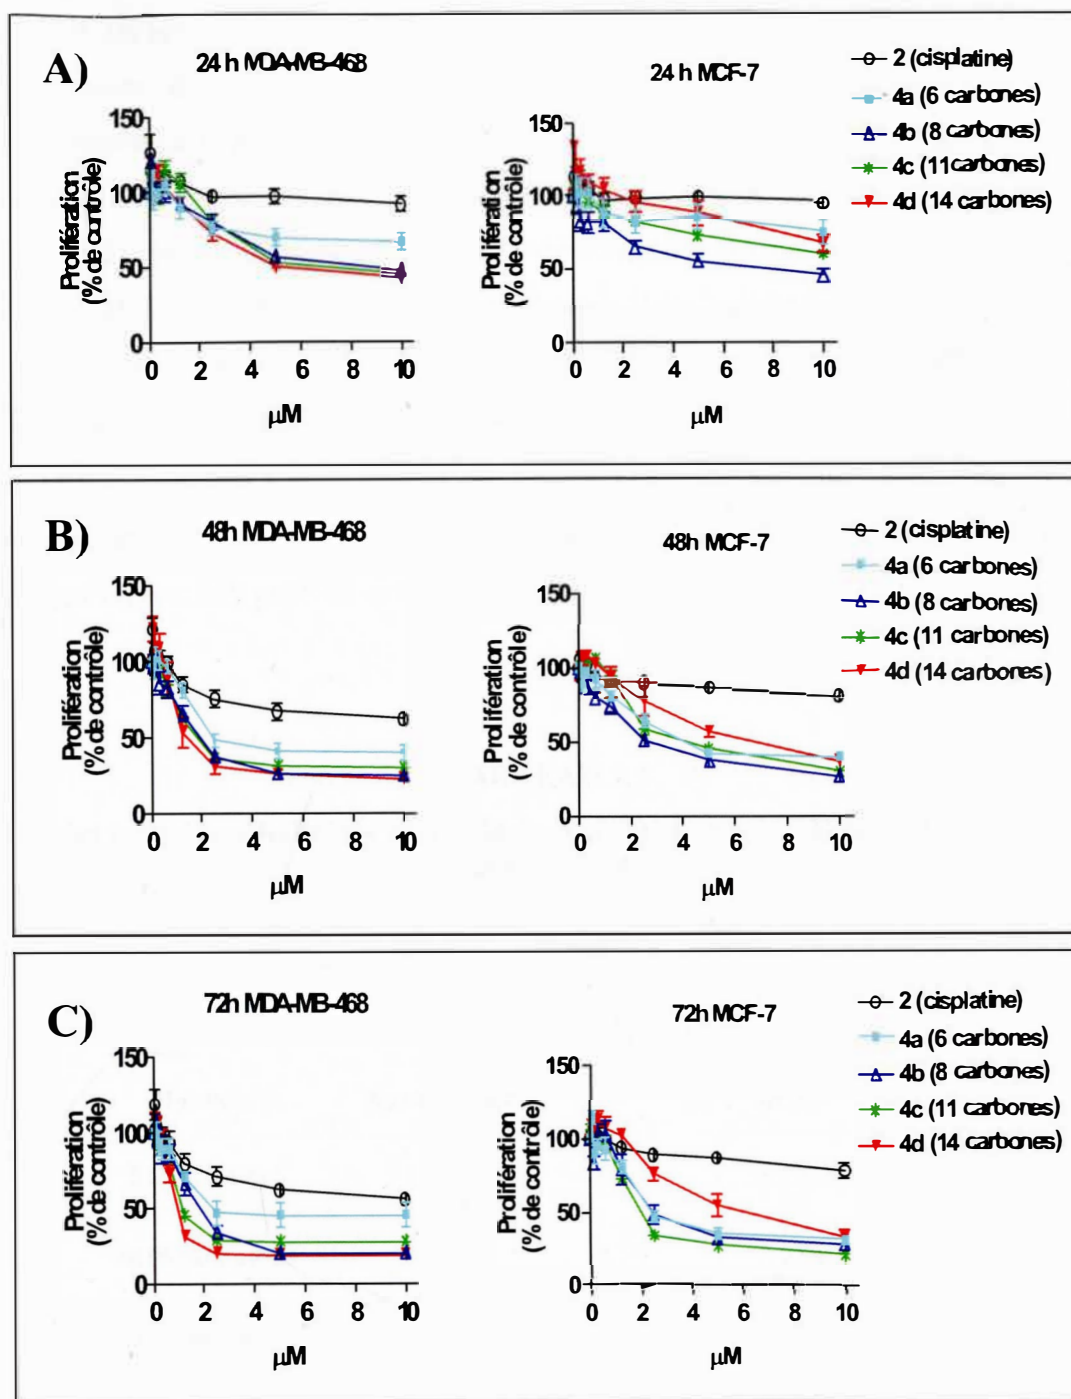 A)
24 h MDA-MB-468
Prolifération
(% de contrôle)
150
100
50
0
0 2 4 6 8 10
µM
24 h MCF-7
Prolifération
(% de contrôle)
150
100
50
0
0 2 4 6 8 10
µM
2 (cisplatine)
4a (6 carbones)
4b (8 carbones)
4c (11 carbones)
4d (14 carbones)
B)
48h MDA-MB-468
Prolifération
(% de contrôle)
150
100
50
0
0 2 4 6 8 10
µM
48h MCF-7
Prolifération
(% de contrôle)
150
100
50
0
0 2 4 6 8 10
µM
2 (cisplatine)
4a (6 carbones)
4b (8 carbones)
4c (11 carbones)
4d (14 carbones)
C)
72h MDA-MB-468
Prolifération
(% de contrôle)
150
100
50
0
0 2 4 6 8 10
µM
72h MCF-7
Prolifération
(% de contrôle)
150
100
50
0
0 2 4 6 8 10
µM
2 (cisplatine)
4a (6 carbones)
4b (8 carbones)
4c (11 carbones)
4d (14 carbones)